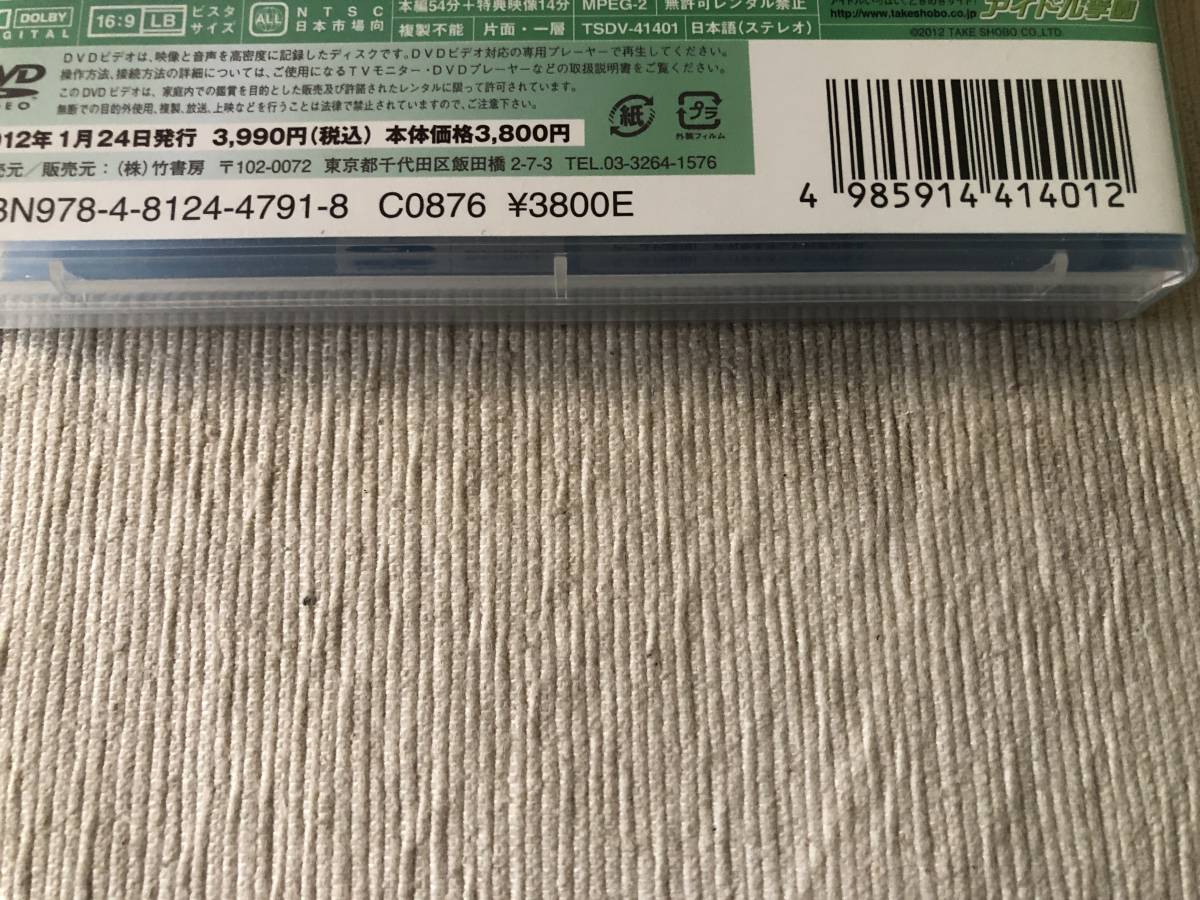 DOLBY
DIGITAL
16:9 LB
ビスタ
サイズ
ALL
NTSC
日本市場向
本編54分+特典映像14分
MPEG-2
無許可レンタル禁止
複製不能
片面・一層
TSDV-41401
日本語(ステレオ)
http://www.takeshobo.co.jp
アイドル学園
©2012 TAKE SHOBO CO.,LTD.
DVDビデオは、映像と音声を高密度に記録したディスクです。DVDビデオ対応の専用プレーヤーで再生してください。
操作方法、接続方法の詳細については、ご使用になるTVモニター・DVDプレーヤーなどの取扱説明書をご覧ください。
このDVDビデオは、家庭内での鑑賞を目的とした販売及び許諾されたレンタルに限って許可されています。
無断での目的外使用、複製、放送、上映などを行うことは法律で禁止されていますので、ご注意下さい。
紙
プラ
外装フィルム
012年1月24日発行 3,990円(税込) 本体価格3,800円
売元/販売元:(株)竹書房 〒102-0072 東京都千代田区飯田橋2-7-3 TEL.03-3264-1576
BN978-4-8124-4791-8 C0876 ¥3800E
4 985914 414012